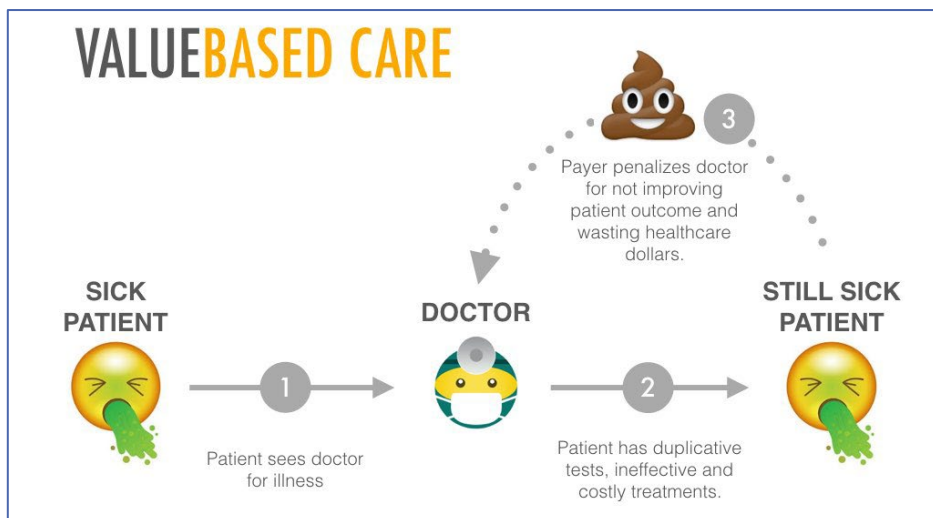 VALUEBASED CARE
3
Payer penalizes doctor
for not improving
patient outcome and
wasting healthcare
dollars.
SICK
PATIENT
DOCTOR
STILL SICK
PATIENT
1
2
Patient sees doctor
for illness
Patient has duplicative
tests, ineffective and
costly treatments.